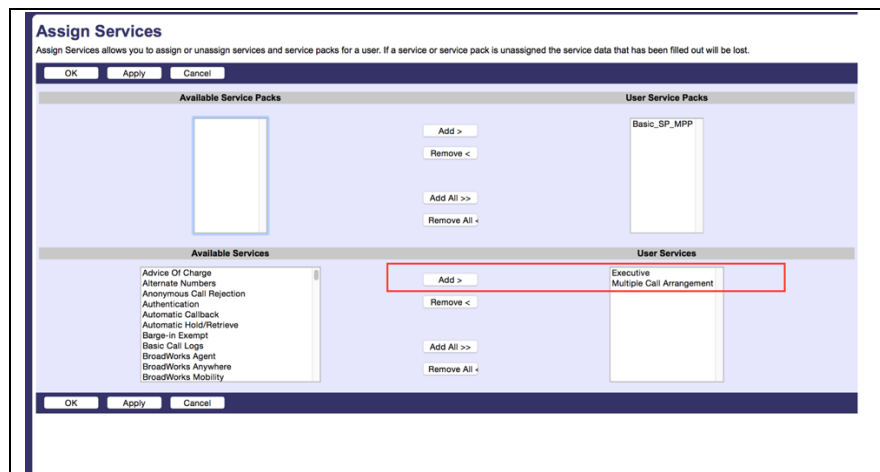 Assign Services
Assign Services allows you to assign or unassign services and service packs for a user. If a service or service pack is unassigned the service data that has been filled out will be lost.
OK Apply Cancel
Available Service Packs User Service Packs
Basic_SP_MPP
Add >
Remove <
Add All >>
Remove All <
Available Services User Services
Advice Of Charge
Alternate Numbers
Anonymous Call Rejection
Authentication
Automatic Callback
Automatic Hold/Retrieve
Barge-in Exempt
Basic Call Logs
BroadWorks Agent
BroadWorks Anywhere
BroadWorks Mobility
Add >
Remove <
Add All >>
Remove All <
Executive
Multiple Call Arrangement
OK Apply Cancel